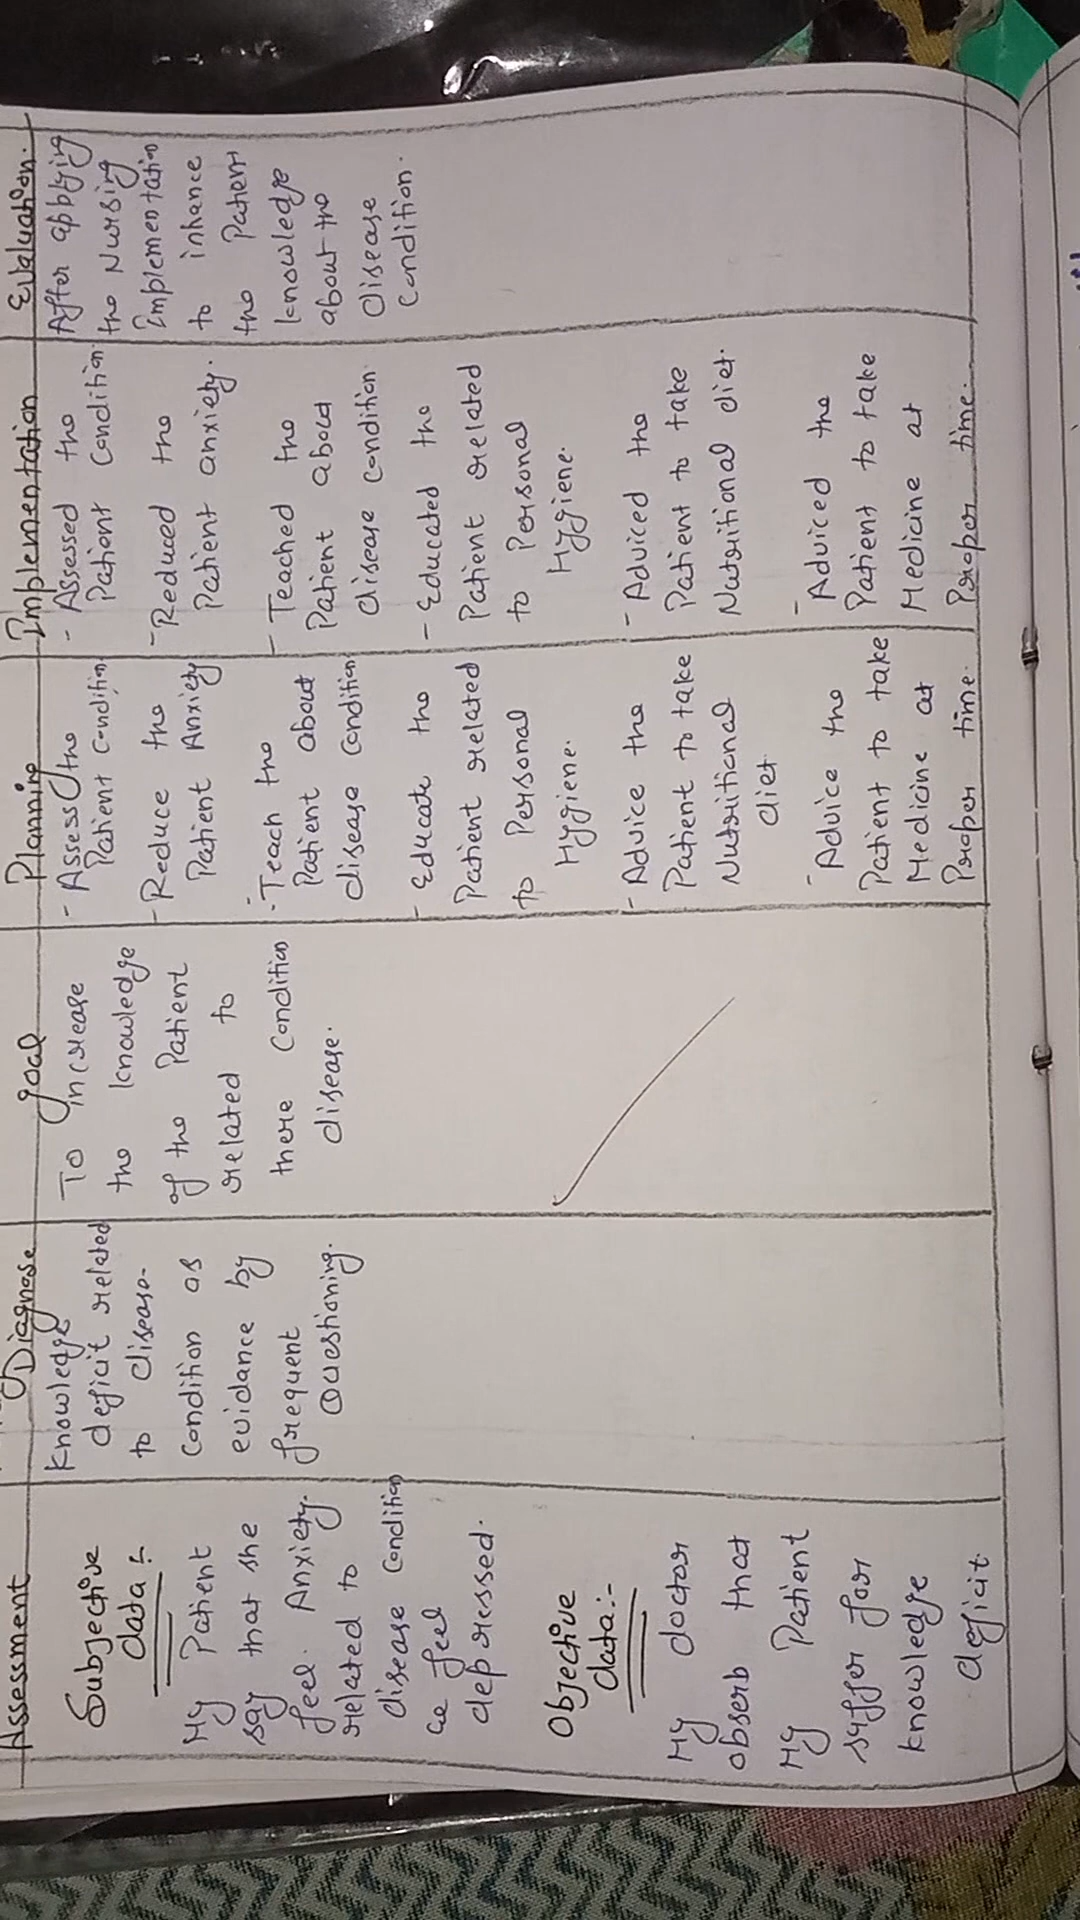 Assessment
Subjective
data :-
My Patient
say that she
feel. Anxiety.
related to
disease condition
ce feel
depressed.
Objective
data:-
My doctor
observb that
My Patient
suffer for
knowledge
deficit
Diagnose
Knowledge
deficit related
to disease-
Condition as
evidance by
frequent
Questioning.
goal
To increase
the knowledge
of the Patient
related to
there Condition
disease.
Planning
- Assess the
Patient Condition
- Reduce the
Patient Anxiety
- Teach the
Patient about
disease Condition
- Educate the
Patient related
to Personal
Hygiene.
- Advice the
Patient to take
Nutritional
diet
- Advice the
Patient to take
Medicine at
Proper time.
Implementation
- Assessed the
Patient Condition.
- Reduced the
Patient anxiety.
- Teached the
Patient about
disease condition.
- Educated the
Patient related
to Personal
Hygiene.
- Adviced the
Patient to take
Nutritional diet.
- Adviced the
Patient to take
Medicine at
Proper time.
Evaluation.
After applying
the Nursing
Implementation
to inhance
the Patient
knowledge
about the
disease
Condition.